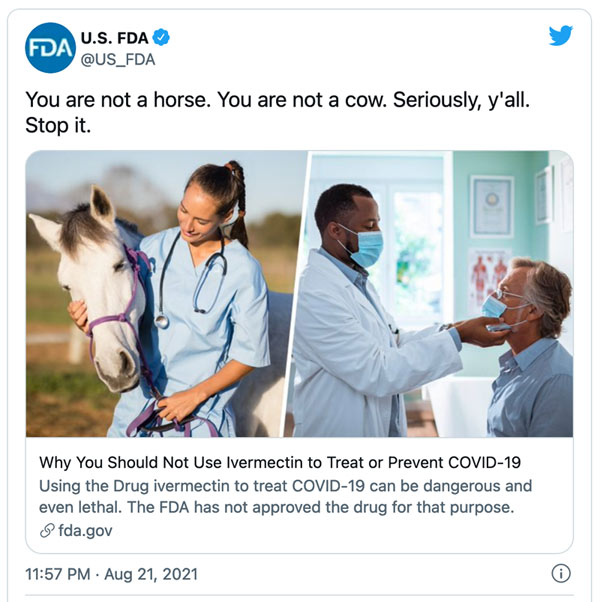 FDA
U.S. FDA
@US_FDA
You are not a horse. You are not a cow. Seriously, y'all.
Stop it.
Why You Should Not Use Ivermectin to Treat or Prevent COVID-19
Using the Drug ivermectin to treat COVID-19 can be dangerous and
even lethal. The FDA has not approved the drug for that purpose.
fda.gov
11:57 PM · Aug 21, 2021